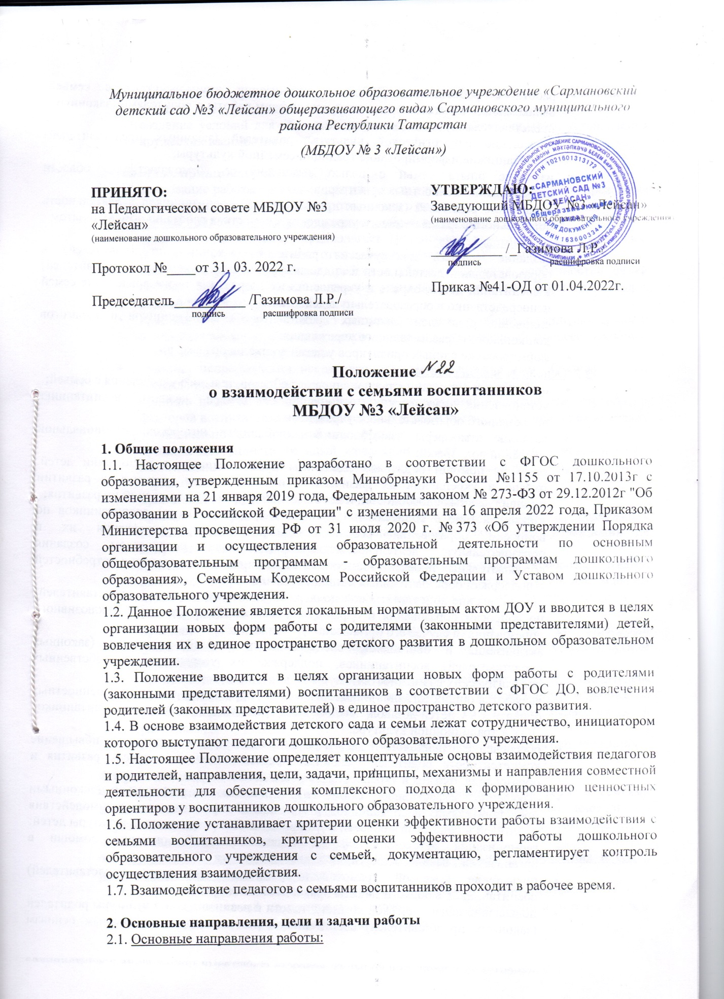 Муниципальное бюджетное дошкольное образовательное учреждение «Сармановский
детский сад №3 «Лейсан» общеразвивающего вида» Сармановского муниципального
района Республики Татарстан
(МБДОУ № 3 «Лейсан»)
ПРИНЯТО:
на Педагогическом совете МБДОУ №3
«Лейсан»
(наименование дошкольного образовательного учреждения)
Протокол №____от 31. 03. 2022 г.
Председатель__________ /Газимова Л.Р./
подпись расшифровка подписи
УТВЕРЖДАЮ:
Заведующий МБДОУ №3 «Лейсан»
(наименование дошкольного образовательного учреждения)
__________ / Газимова Л.Р.
подпись расшифровка подписи
Приказ №41-ОД от 01.04.2022г.
ОГРН 1021601313172
«САРМАНОВСКИЙ
ДЕТСКИЙ САД №3
«ЛЕЙСАН»
общеразвивающего
вида»
ДЛЯ ДОКУМЕНТОВ
ИНН 1636003344
Положение №22
о взаимодействии с семьями воспитанников
МБДОУ №3 «Лейсан»
1. Общие положения
1.1. Настоящее Положение разработано в соответствии с ФГОС дошкольного
образования, утвержденным приказом Минобрнауки России №1155 от 17.10.2013г с
изменениями на 21 января 2019 года, Федеральным законом № 273-ФЗ от 29.12.2012г "Об
образовании в Российской Федерации" с изменениями на 16 апреля 2022 года, Приказом
Министерства просвещения РФ от 31 июля 2020 г. № 373 «Об утверждении Порядка
организации и осуществления образовательной деятельности по основным
общеобразовательным программам - образовательным программам дошкольного
образования», Семейным Кодексом Российской Федерации и Уставом дошкольного
образовательного учреждения.
1.2. Данное Положение является локальным нормативным актом ДОУ и вводится в целях
организации новых форм работы с родителями (законными представителями) детей,
вовлечения их в единое пространство детского развития в дошкольном образовательном
учреждении.
1.3. Положение вводится в целях организации новых форм работы с родителями
(законными представителями) воспитанников в соответствии с ФГОС ДО, вовлечения
родителей (законных представителей) в единое пространство детского развития.
1.4. В основе взаимодействия детского сада и семьи лежат сотрудничество, инициатором
которого выступают педагоги дошкольного образовательного учреждения.
1.5. Настоящее Положение определяет концептуальные основы взаимодействия педагогов
и родителей, направления, цели, задачи, принципы, механизмы и направления совместной
деятельности для обеспечения комплексного подхода к формированию ценностных
ориентиров у воспитанников дошкольного образовательного учреждения.
1.6. Положение устанавливает критерии оценки эффективности работы взаимодействия с
семьями воспитанников, критерии оценки эффективности работы дошкольного
образовательного учреждения с семьей, документацию, регламентирует контроль
осуществления взаимодействия.
1.7. Взаимодействие педагогов с семьями воспитанников проходит в рабочее время.
2. Основные направления, цели и задачи работы
2.1. Основные направления работы: